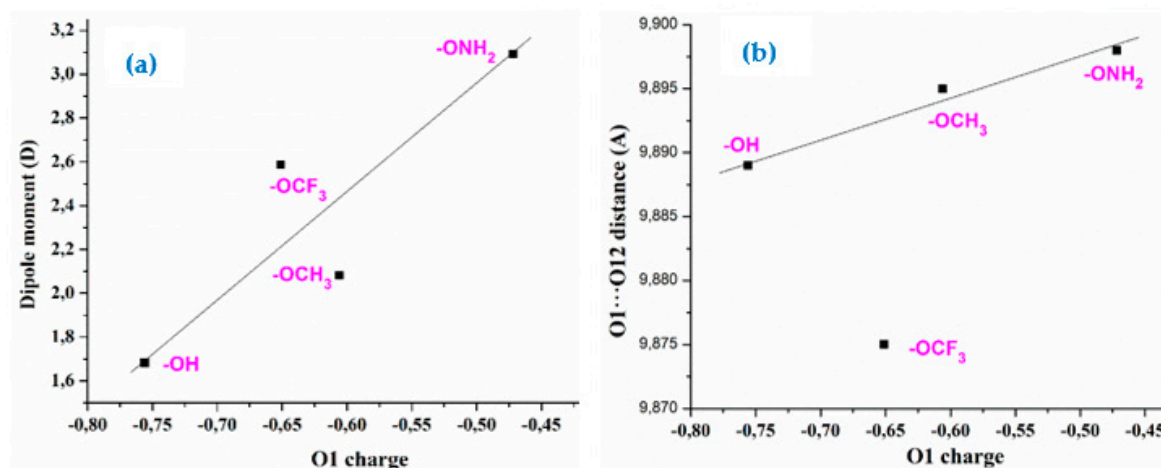 (a)
Dipole moment (D)
3,2
3,0
2,8
2,6
2,4
2,2
2,0
1,8
1,6
-ONH2
-OCF3
-OCH3
-OH
-0,80 -0,75 -0,70 -0,65 -0,60 -0,55 -0,50 -0,45
O1 charge
(b)
O1···O12 distance (A)
9,900
9,895
9,890
9,885
9,880
9,875
9,870
-ONH2
-OCH3
-OH
-OCF3
-0,80 -0,75 -0,70 -0,65 -0,60 -0,55 -0,50 -0,45
O1 charge